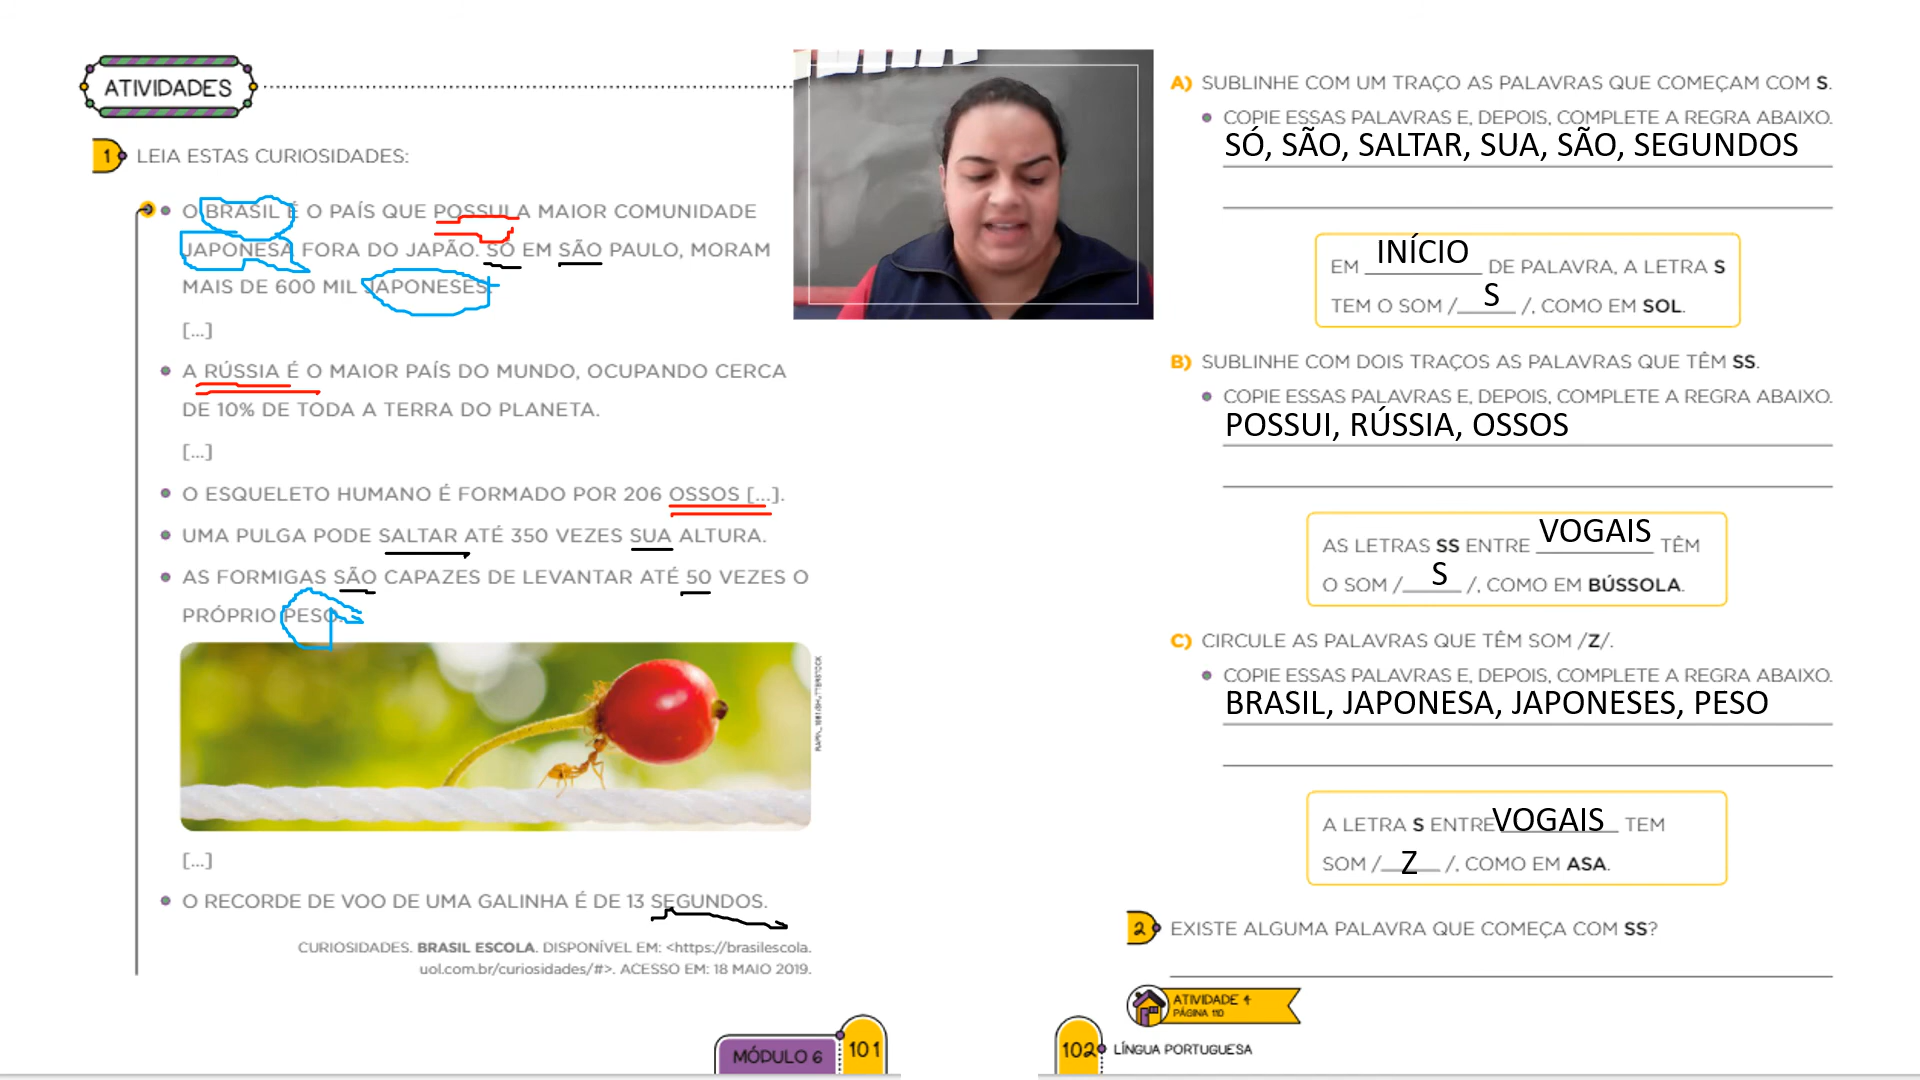 ATIVIDADES
1 LEIA ESTAS CURIOSIDADES:
O BRASIL É O PAÍS QUE POSSUI A MAIOR COMUNIDADE
JAPONESA FORA DO JAPÃO. SÓ EM SÃO PAULO, MORAM
MAIS DE 600 MIL JAPONESES.
[...]
A RÚSSIA É O MAIOR PAÍS DO MUNDO, OCUPANDO CERCA
DE 10% DE TODA A TERRA DO PLANETA.
[...]
O ESQUELETO HUMANO É FORMADO POR 206 OSSOS [...].
UMA PULGA PODE SALTAR ATÉ 350 VEZES SUA ALTURA.
AS FORMIGAS SÃO CAPAZES DE LEVANTAR ATÉ 50 VEZES O
PRÓPRIO PESO.
[...]
O RECORDE DE VOO DE UMA GALINHA É DE 13 SEGUNDOS.
CURIOSIDADES. BRASIL ESCOLA. DISPONÍVEL EM: <https://brasilescola.
uol.com.br/curiosidades/#>. ACESSO EM: 18 MAIO 2019.
MÓDULO 6 101
A) SUBLINHE COM UM TRAÇO AS PALAVRAS QUE COMEÇAM COM S.
COPIE ESSAS PALAVRAS E, DEPOIS, COMPLETE A REGRA ABAIXO.
SÓ, SÃO, SALTAR, SUA, SÃO, SEGUNDOS
EM INÍCIO DE PALAVRA, A LETRA S
TEM O SOM / S /, COMO EM SOL.
B) SUBLINHE COM DOIS TRAÇOS AS PALAVRAS QUE TÊM SS.
COPIE ESSAS PALAVRAS E, DEPOIS, COMPLETE A REGRA ABAIXO.
POSSUI, RÚSSIA, OSSOS
AS LETRAS SS ENTRE VOGAIS TÊM
O SOM / S /, COMO EM BÚSSOLA.
C) CIRCULE AS PALAVRAS QUE TÊM SOM /Z/.
COPIE ESSAS PALAVRAS E, DEPOIS, COMPLETE A REGRA ABAIXO.
BRASIL, JAPONESA, JAPONESES, PESO
A LETRA S ENTRE VOGAIS TEM
SOM / Z /, COMO EM ASA.
2 EXISTE ALGUMA PALAVRA QUE COMEÇA COM SS?
ATIVIDADE 4
PÁGINA 110
102 LÍNGUA PORTUGUESA